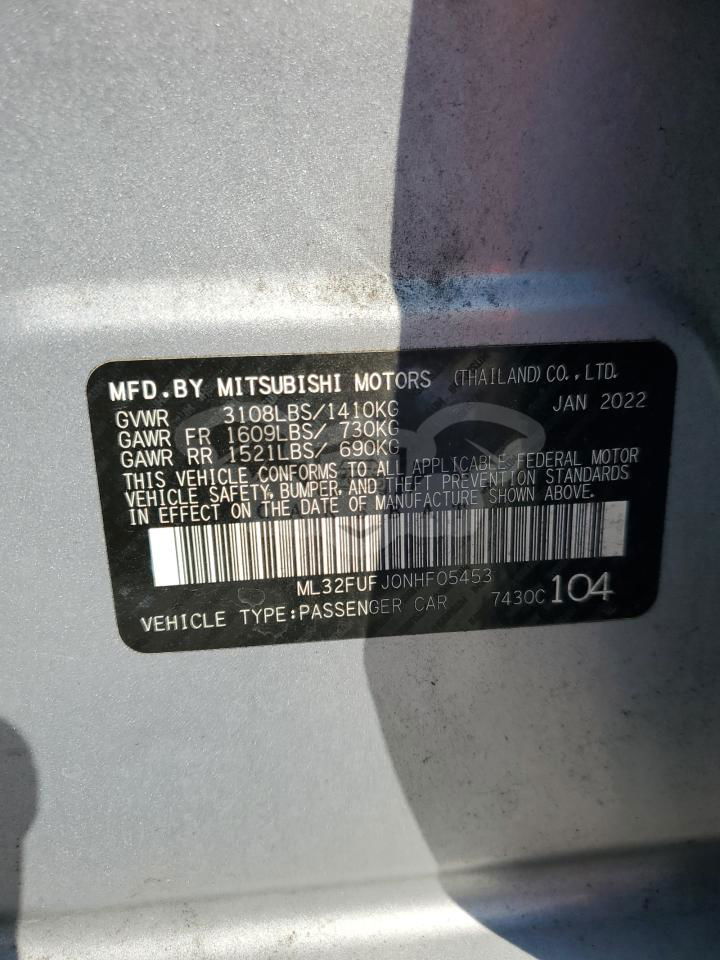 MFD.BY MITSUBISHI MOTORS (THAILAND)CO.,LTD.
GVWR 3108LBS/1410KG JAN 2022
GAWR FR 1609LBS/ 730KG
GAWR RR 1521LBS/ 690KG
THIS VEHICLE CONFORMS TO ALL APPLICABLE FEDERAL MOTOR
VEHICLE SAFETY, BUMPER, AND THEFT PREVENTION STANDARDS
IN EFFECT ON THE DATE OF MANUFACTURE SHOWN ABOVE.
ML32FUFJ0NHF05453
VEHICLE TYPE:PASSENGER CAR 7430C 104